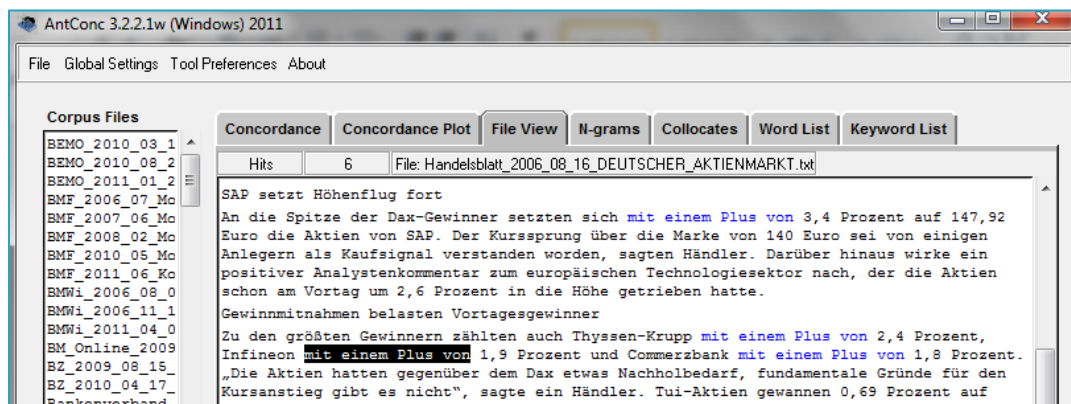 AntConc 3.2.2.1w (Windows) 2011
File Global Settings Tool Preferences About
Corpus Files
BEMO_2010_03_1
BEMO_2010_08_2
BEMO_2011_01_2
BMF_2006_07_Mo
BMF_2007_06_Mo
BMF_2008_02_Mo
BMF_2010_05_Mo
BMF_2011_06_Ko
BMWi_2006_08_0
BMWi_2006_11_1
BMWi_2011_04_0
BM_Online_2009
BZ_2009_08_15_
BZ_2010_04_17_
Bankenverband
Concordance Concordance Plot File View N-grams Collocates Word List Keyword List
Hits 6 File: Handelsblatt_2006_08_16_DEUTSCHER_AKTIENMARKT.txt
SAP setzt Höhenflug fort
An die Spitze der Dax-Gewinner setzten sich mit einem Plus von 3,4 Prozent auf 147,92
Euro die Aktien von SAP. Der Kurssprung über die Marke von 140 Euro sei von einigen
Anlegern als Kaufsignal verstanden worden, sagten Händler. Darüber hinaus wirke ein
positiver Analystenkommentar zum europäischen Technologiesektor nach, der die Aktien
schon am Vortag um 2,6 Prozent in die Höhe getrieben hatte.
Gewinnmitnahmen belasten Vortagesgewinner
Zu den größten Gewinnern zählten auch Thyssen-Krupp mit einem Plus von 2,4 Prozent,
Infineon mit einem Plus von 1,9 Prozent und Commerzbank mit einem Plus von 1,8 Prozent.
„Die Aktien hatten gegenüber dem Dax etwas Nachholbedarf, fundamentale Gründe für den
Kursanstieg gibt es nicht“, sagte ein Händler. Tui-Aktien gewannen 0,69 Prozent auf